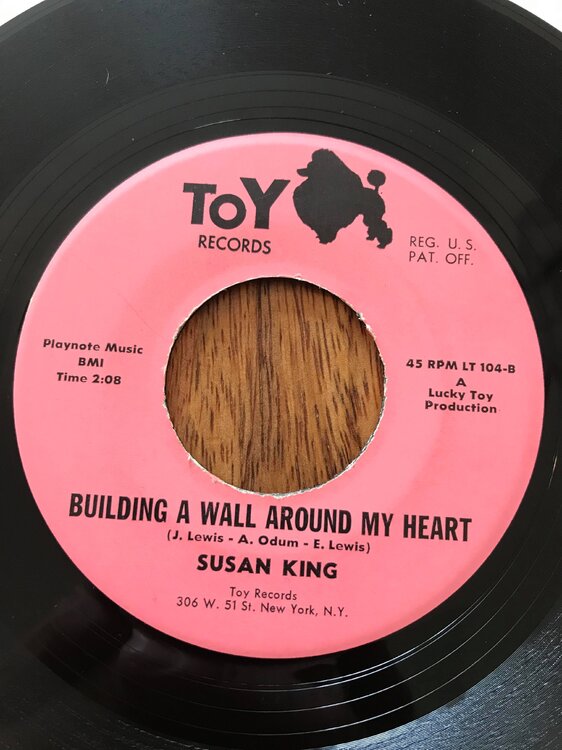 ToY
RECORDS
REG. U. S.
PAT. OFF.
Playnote Music
BMI
Time 2:08
45 RPM LT 104-B
A
Lucky Toy
Production
BUILDING A WALL AROUND MY HEART
(J. Lewis - A. Odum - E. Lewis)
SUSAN KING
Toy Records
306 W. 51 St. New York, N.Y.